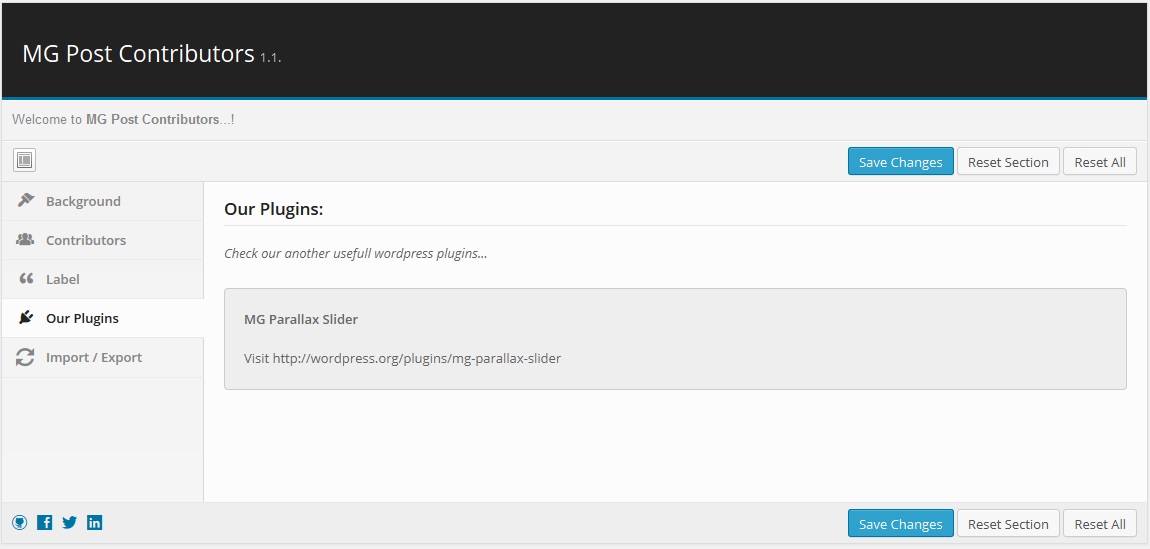 MG Post Contributors 1.1.
Welcome to MG Post Contributors...!
Save Changes Reset Section Reset All
Background
Contributors
Label
Our Plugins
Import / Export
Our Plugins:
Check our another usefull wordpress plugins...
MG Parallax Slider
Visit http://wordpress.org/plugins/mg-parallax-slider
Save Changes Reset Section Reset All